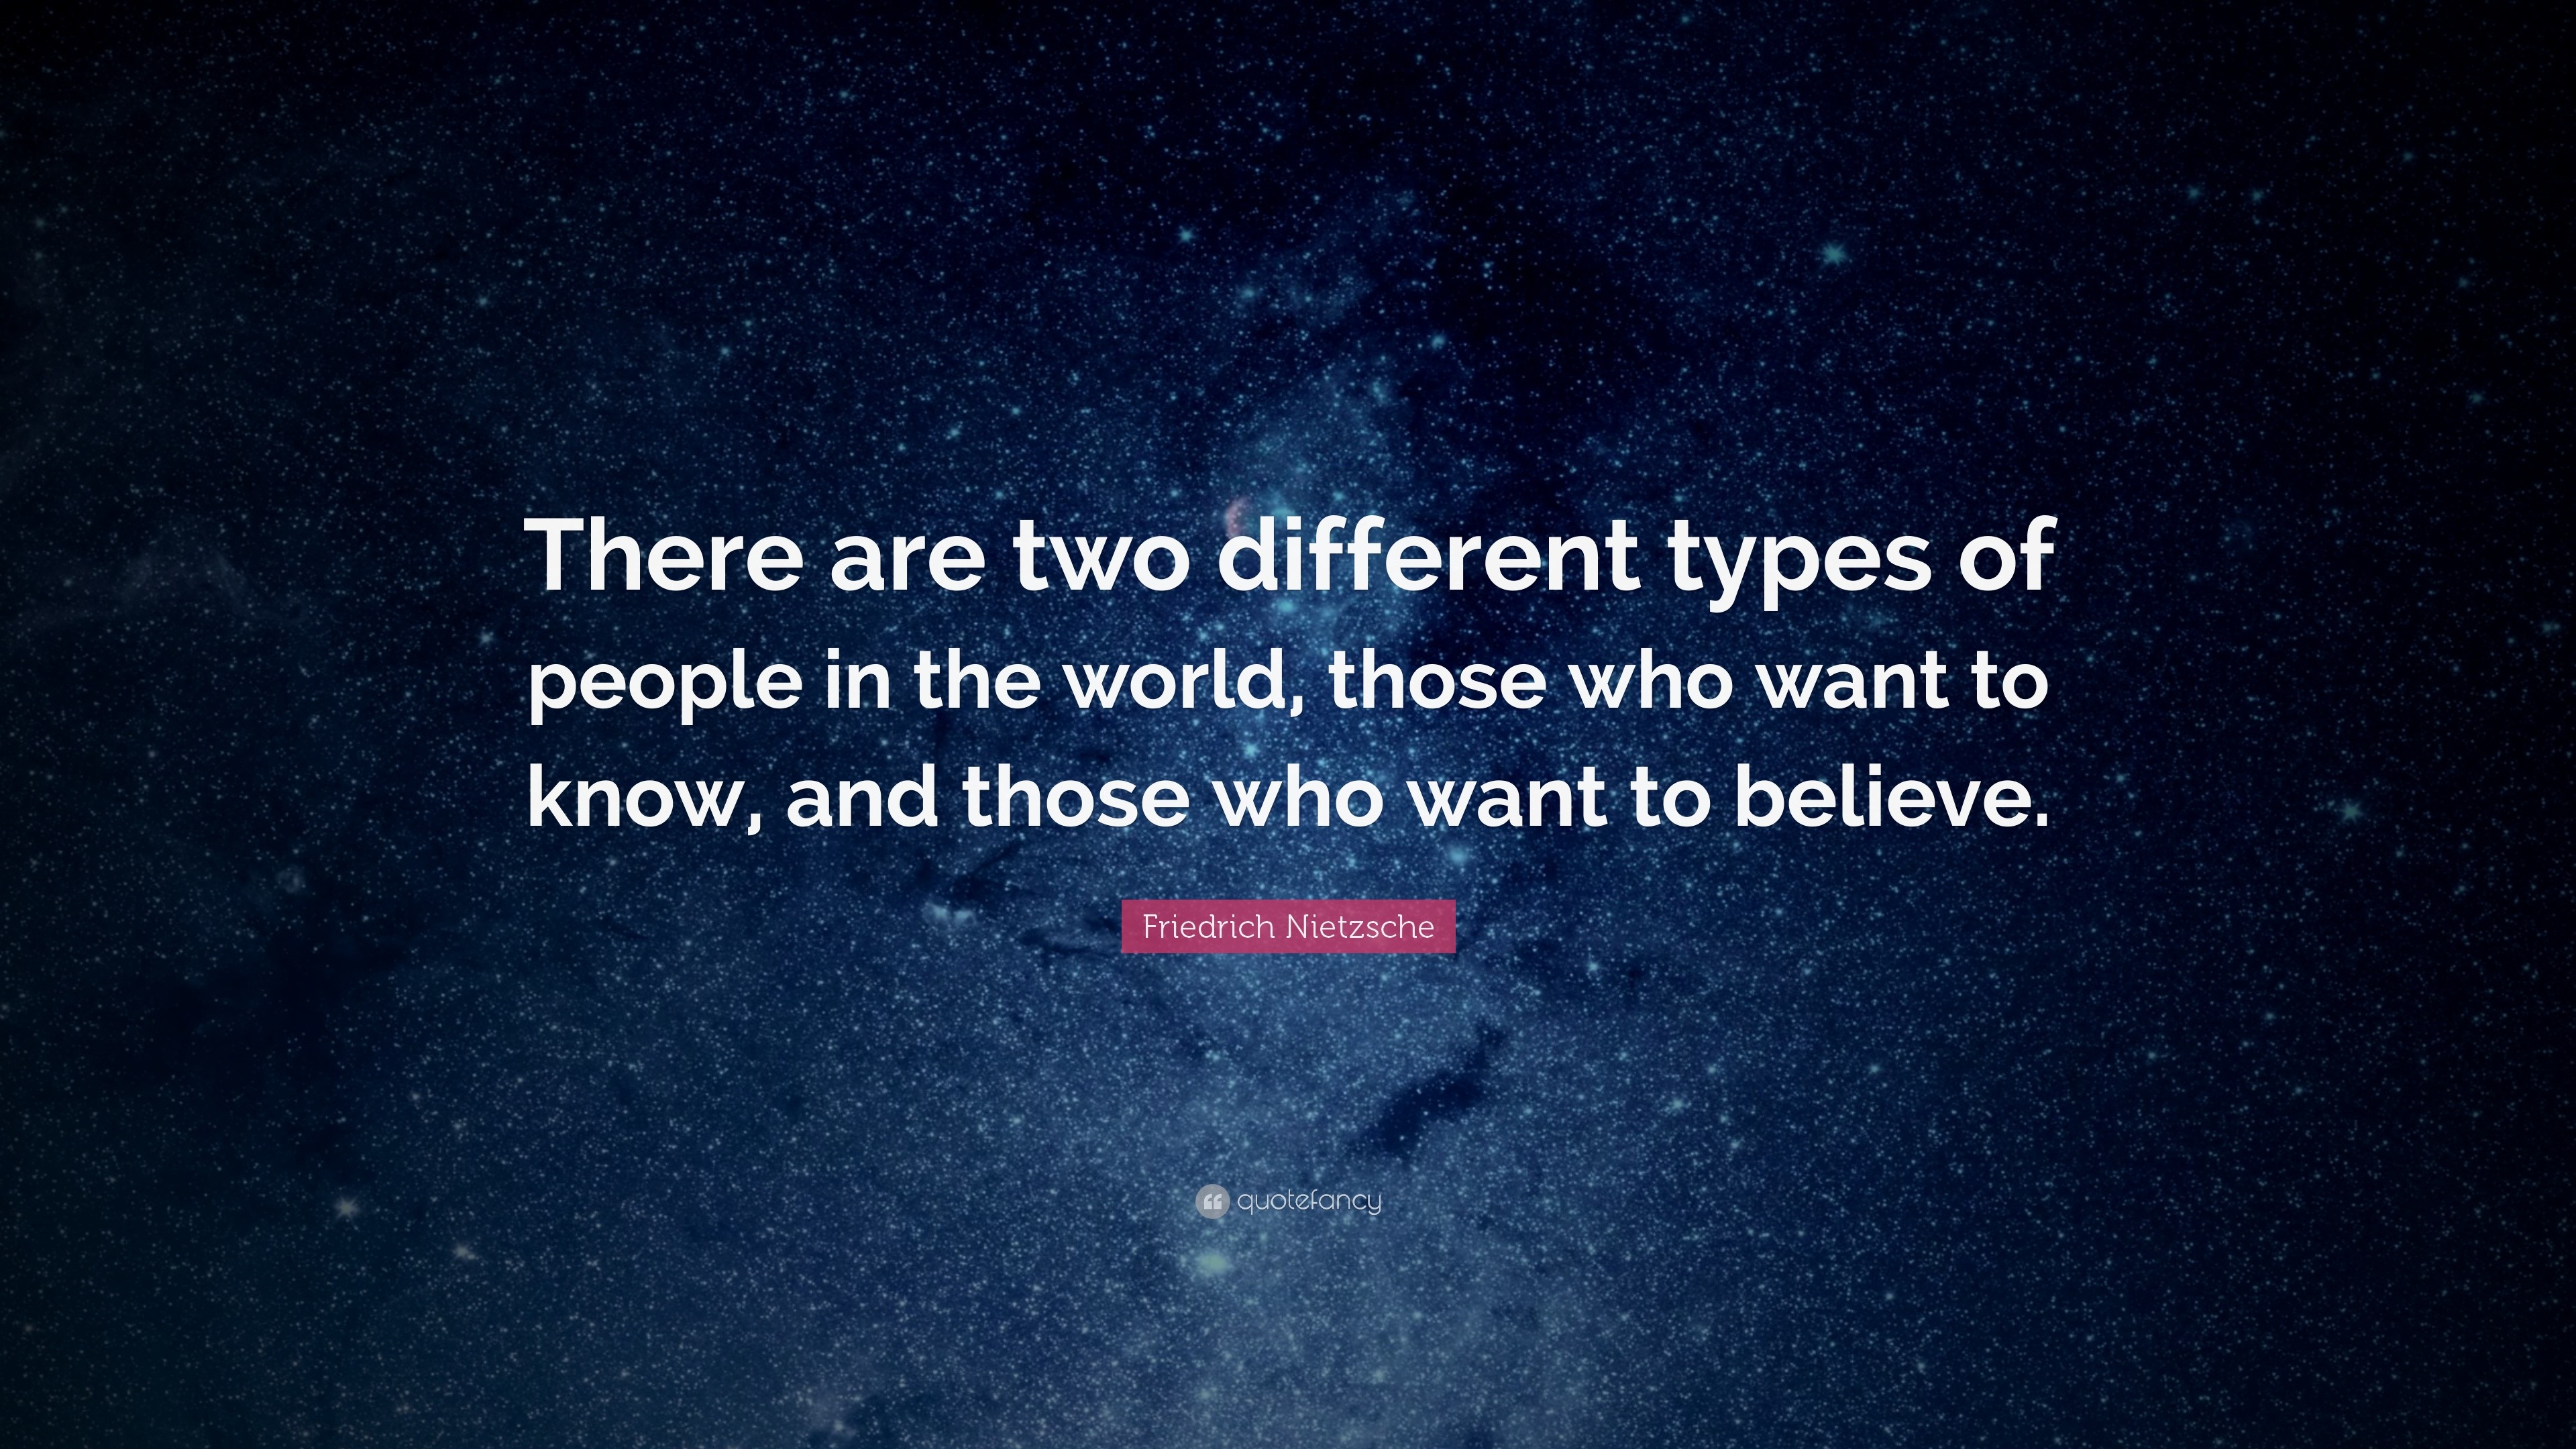 There are two different types of
people in the world, those who want to
know, and those who want to believe.
Friedrich Nietzsche
quotefancy